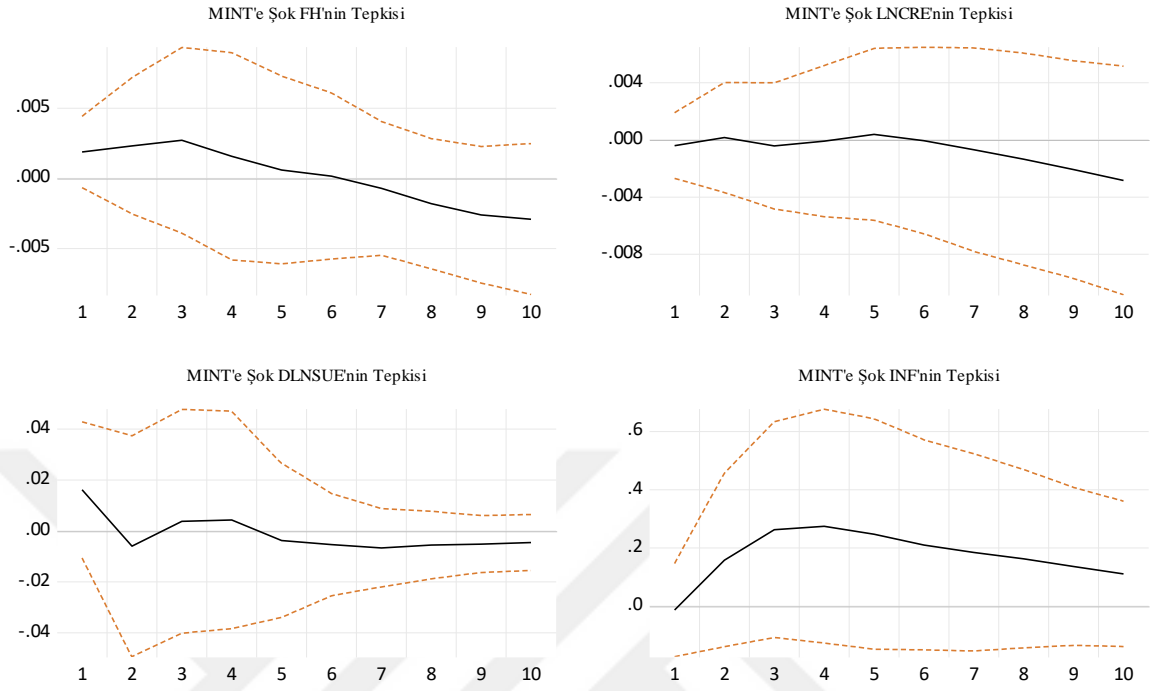 MINT'e Şok FH'nin Tepkisi
.005
.000
-.005
1 2 3 4 5 6 7 8 9 10
MINT'e Şok LNCRE'nin Tepkisi
.004
.000
-.004
-.008
1 2 3 4 5 6 7 8 9 10
MINT'e Şok DLNSUE'nin Tepkisi
.04
.02
.00
-.02
-.04
1 2 3 4 5 6 7 8 9 10
MINT'e Şok INF'nin Tepkisi
.6
.4
.2
.0
1 2 3 4 5 6 7 8 9 10